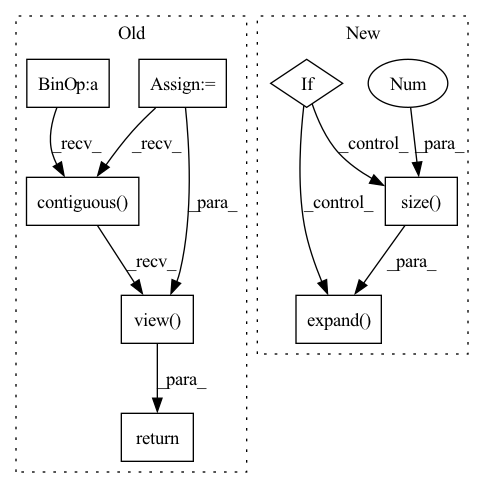 Old
New
BinOp:a
Assign:=
If
Num
_recv_
_recv_
_para_
_control_
_control_
_para_
contiguous()
size()
_recv_
_para_
view()
expand()
_para_
return